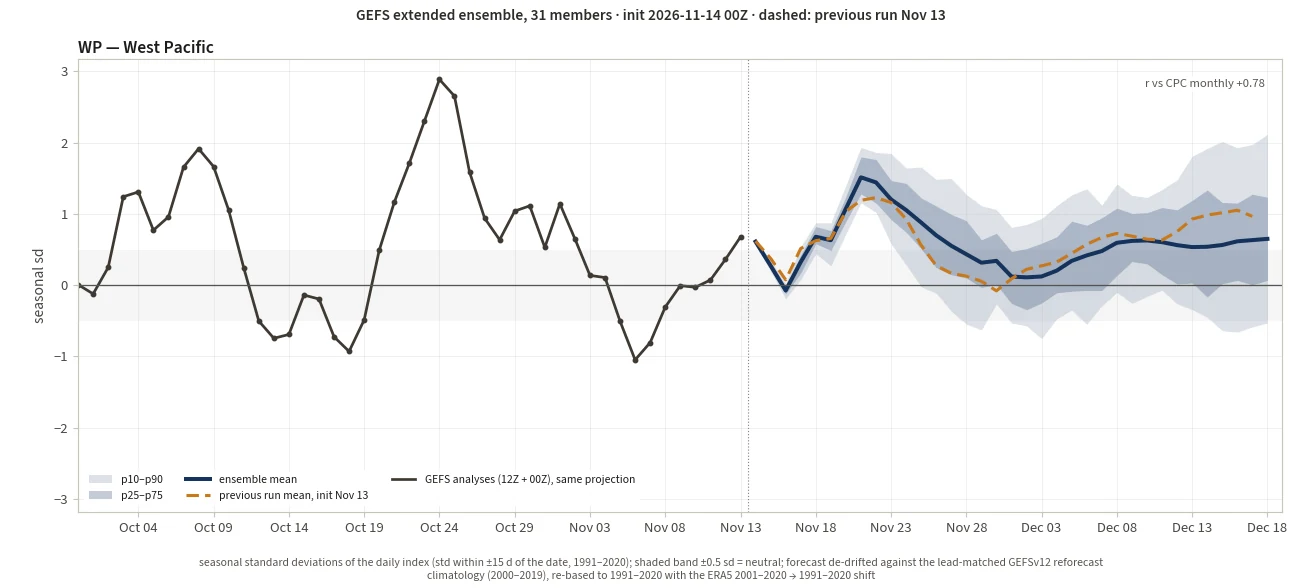 GEFS extended ensemble, 31 members · init 2026-11-14 00Z · dashed: previous run Nov 13
WP — West Pacific
r vs CPC monthly +0.78
seasonal sd
3
2
1
0
−1
−2
−3
p10–p90
ensemble mean
GEFS analyses (12Z + 00Z), same projection
p25–p75
previous run mean, init Nov 13
Oct 04
Oct 09
Oct 14
Oct 19
Oct 24
Oct 29
Nov 03
Nov 08
Nov 13
Nov 18
Nov 23
Nov 28
Dec 03
Dec 08
Dec 13
Dec 18
seasonal standard deviations of the daily index (std within ±15 d of the date, 1991–2020); shaded band ±0.5 sd = neutral; forecast de-drifted against the lead-matched GEFSv12 reforecast
climatology (2000–2019), re-based to 1991–2020 with the ERA5 2001–2020 → 1991–2020 shift